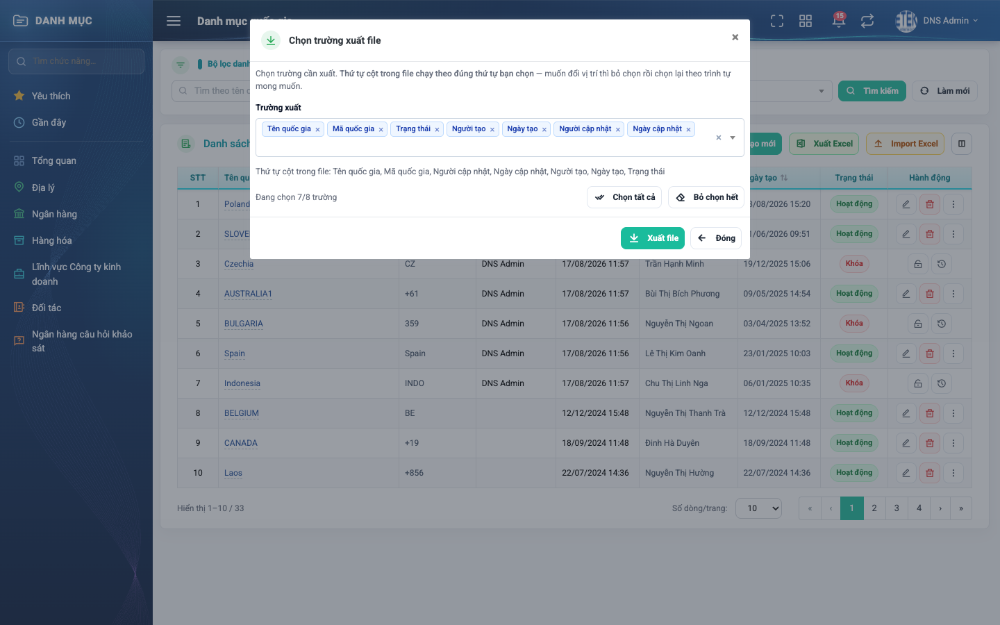 DANH MỤC
Danh mục quốc gia
15
DNS Admin
Tìm chức năng...
Yêu thích
Gần đây
Tổng quan
Địa lý
Ngân hàng
Hàng hóa
Lĩnh vực Công ty kinh
doanh
Đối tác
Ngân hàng câu hỏi khảo
sát
Chọn trường xuất file
Chọn trường cần xuất. Thứ tự cột trong file chạy theo đúng thứ tự bạn chọn — muốn đổi vị trí thì bỏ chọn rồi chọn lại theo trình tự
mong muốn.
Trường xuất
Tên quốc gia × Mã quốc gia × Trạng thái × Người tạo × Ngày tạo × Người cập nhật × Ngày cập nhật ×
Thứ tự cột trong file: Tên quốc gia, Mã quốc gia, Người cập nhật, Ngày cập nhật, Người tạo, Ngày tạo, Trạng thái
Đang chọn 7/8 trường
Chọn tất cả
Bỏ chọn hết
Xuất file
Đóng
Bộ lọc danh
Tìm theo tên
Tìm kiếm
Làm mới
Danh sách
mới
Xuất Excel
Import Excel
STT Tên Ngày tạo Trạng thái Hành động
1 Poland /08/2026 15:20 Hoạt động
2 SLOVE /06/2026 09:51 Hoạt động
3 Czechia CZ DNS Admin 17/08/2026 11:57 Trần Hạnh Minh 19/12/2025 15:06 Khóa
4 AUSTRALIA1 +61 DNS Admin 17/08/2026 11:57 Bùi Thị Bích Phương 09/05/2025 14:54 Hoạt động
5 BULGARIA 359 DNS Admin 17/08/2026 11:56 Nguyễn Thị Ngoan 03/04/2025 13:52 Khóa
6 Spain Spain DNS Admin 17/08/2026 11:56 Lê Thị Kim Oanh 23/01/2025 10:03 Hoạt động
7 Indonesia INDO DNS Admin 17/08/2026 11:57 Chu Thị Linh Nga 06/01/2025 10:35 Khóa
8 BELGIUM BE 12/12/2024 15:48 Nguyễn Thị Thanh Trà 12/12/2024 15:48 Hoạt động
9 CANADA +19 18/09/2024 11:48 Đinh Hà Duyên 18/09/2024 11:48 Hoạt động
10 Laos +856 22/07/2024 14:36 Nguyễn Thị Hường 22/07/2024 14:36 Hoạt động
Hiển thị 1–10 / 33
Số dòng/trang: 10
« ‹ 1 2 3 4 › »